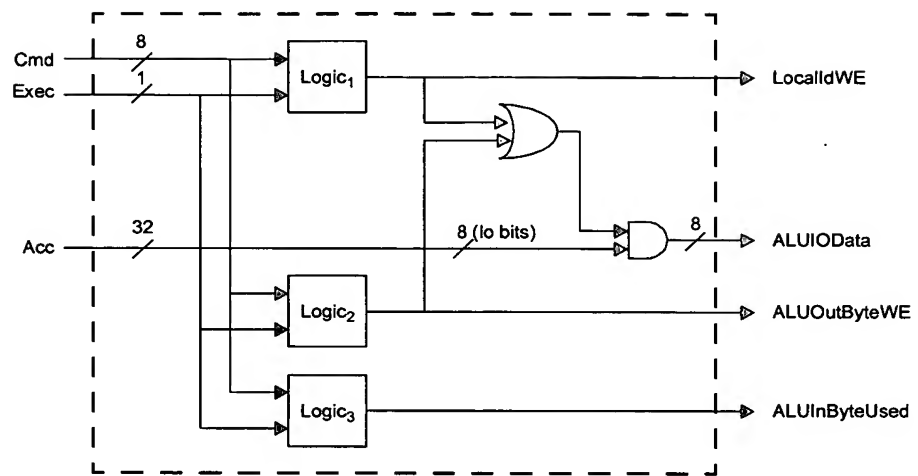 Cmd
8
Exec
1
Logic₁
LocalIdWE
Acc
32
8 (lo bits)
8
ALUIOData
Logic₂
ALUOutByteWE
Logic₃
ALUInByteUsed